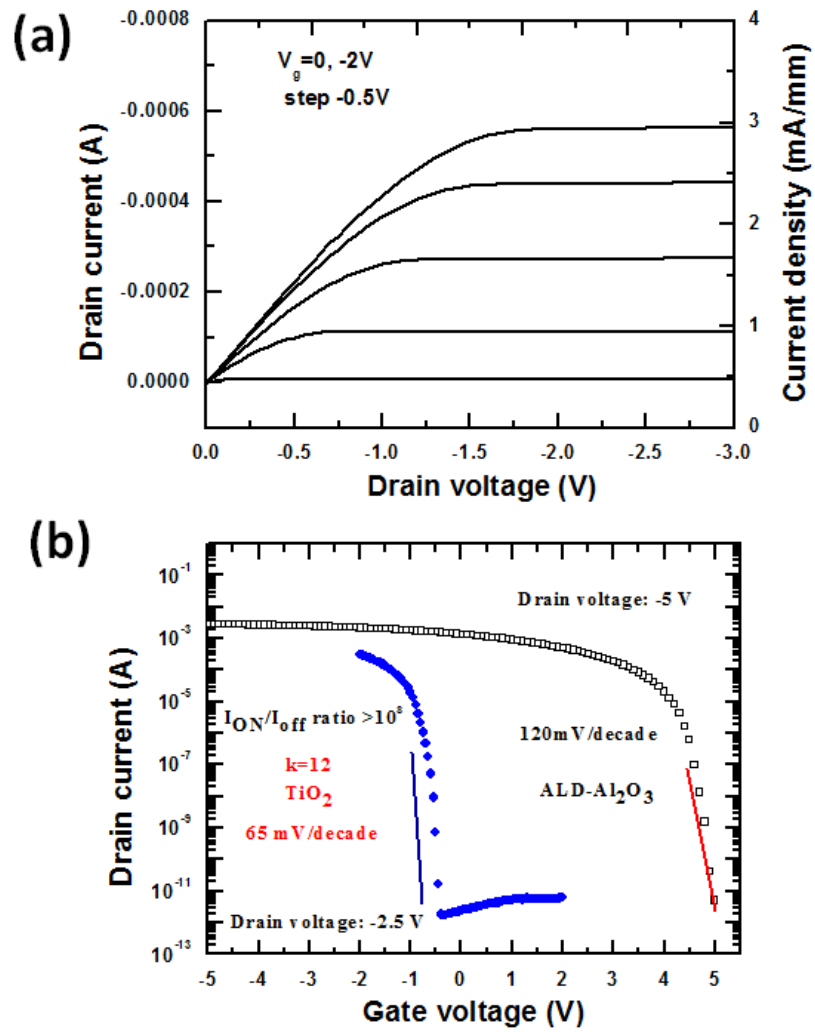 (a)
-0.0008
-0.0006
-0.0004
-0.0002
0.0000
Drain current (A)
Vg=0, -2V
step -0.5V
4
3
2
1
0
Current density (mA/mm)
0.0 -0.5 -1.0 -1.5 -2.0 -2.5 -3.0
Drain voltage (V)
(b)
10^-1
10^-3
10^-5
10^-7
10^-9
10^-11
10^-13
Drain current (A)
Drain voltage: -5 V
ION/Ioff ratio >10^8
120mV/decade
k=12
TiO2
ALD-Al2O3
65 mV/decade
Drain voltage: -2.5 V
-5 -4 -3 -2 -1 0 1 2 3 4 5
Gate voltage (V)